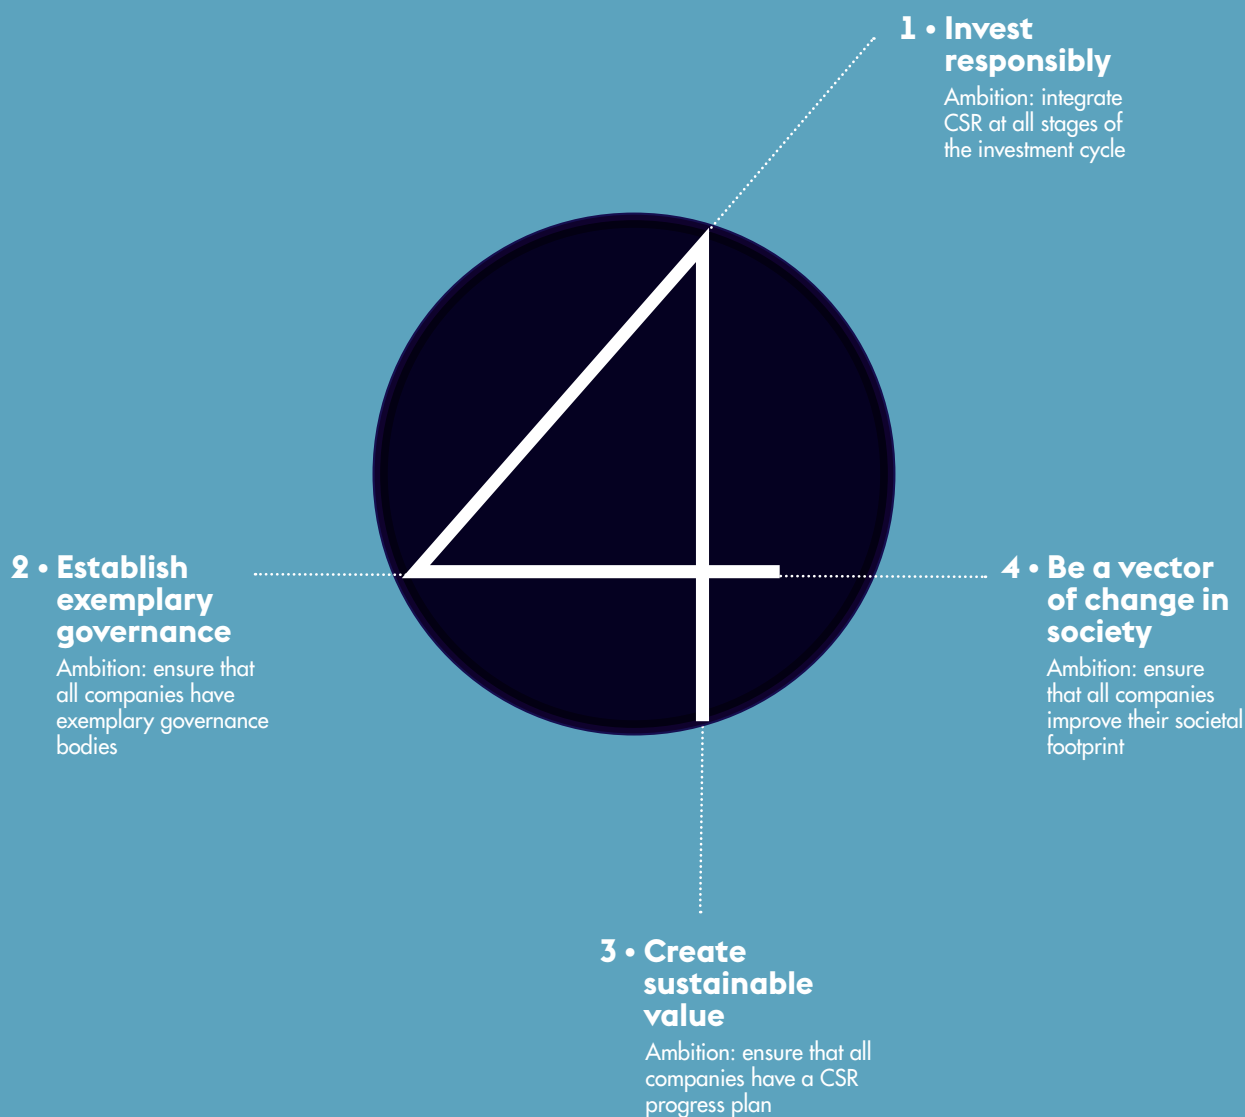 1 • Invest
responsibly
Ambition: integrate
CSR at all stages of
the investment cycle
4
2 • Establish
exemplary
governance
Ambition: ensure that
all companies have
exemplary governance
bodies
3 • Create
sustainable
value
Ambition: ensure that all
companies have a CSR
progress plan
4 • Be a vector
of change in
society
Ambition: ensure
that all companies
improve their societal
footprint